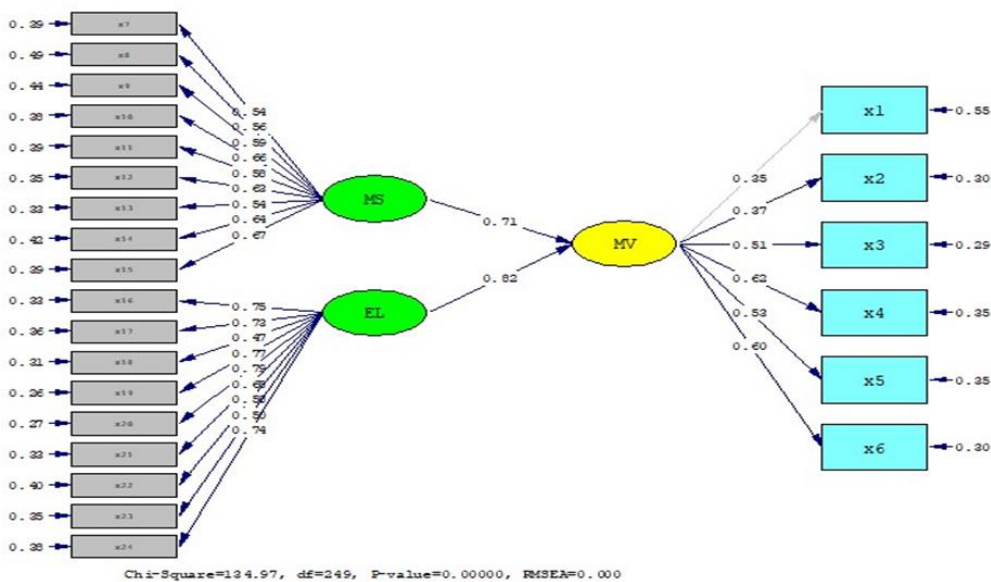 0.39 x7
0.49 x8
0.44 x9
0.38 x10
0.39 x11
0.35 x12
0.33 x13
0.42 x14
0.39 x15
0.33 x16
0.36 x17
0.31 x18
0.26 x19
0.27 x20
0.33 x21
0.40 x22
0.35 x23
0.38 x24
0.54
0.56
0.59
0.66
0.58
0.63
0.54
0.64
0.67
0.75
0.73
0.47
0.77
0.79
0.50
0.74
MS
EL
0.71
0.82
MV
0.35
0.37
0.51
0.62
0.53
0.60
x1 0.55
x2 0.30
x3 0.29
x4 0.35
x5 0.35
x6 0.30
Chi-Square=134.97, df=249, P-value=0.00000, RMSEA=0.000